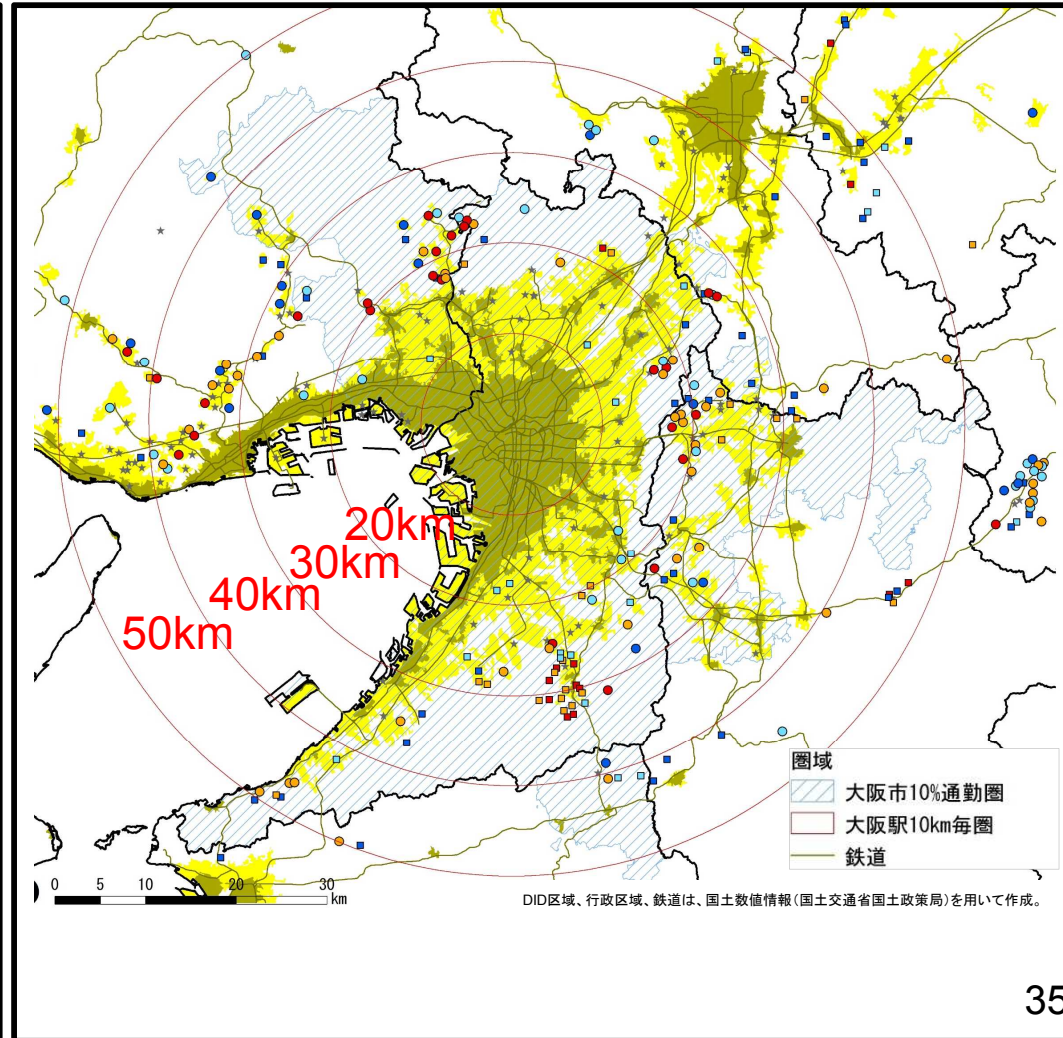 20km
30km
40km
50km
圏域
大阪市10%通勤圏
大阪駅10km毎圏
鉄道
0 5 10 20 30
km
DID区域、行政区域、鉄道は、国土数値情報(国土交通省国土政策局)を用いて作成。
35